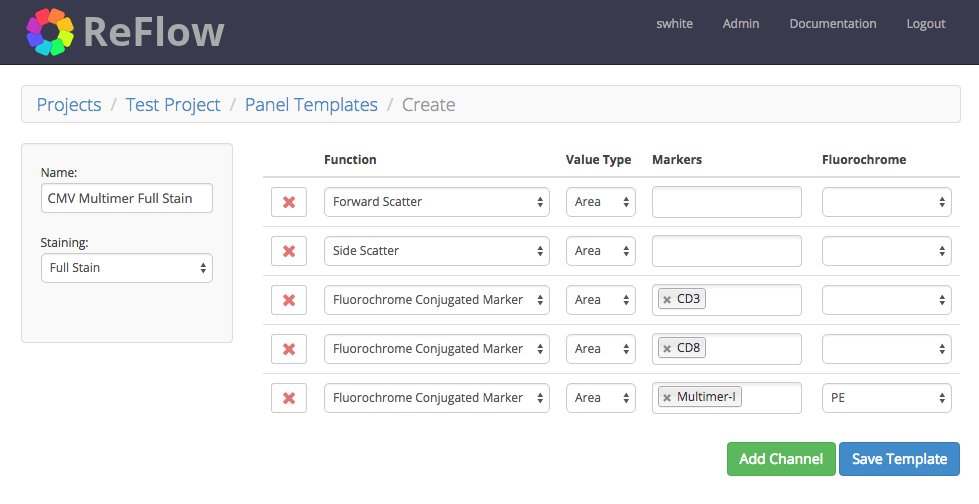 ReFlow swhite Admin Documentation Logout
Projects / Test Project / Panel Templates / Create
Name:
CMV Multimer Full Stain
Staining:
Full Stain
Function Value Type Markers Fluorochrome
Forward Scatter Area
Side Scatter Area
Fluorochrome Conjugated Marker Area × CD3
Fluorochrome Conjugated Marker Area × CD8
Fluorochrome Conjugated Marker Area × Multimer-I PE
Add Channel Save Template